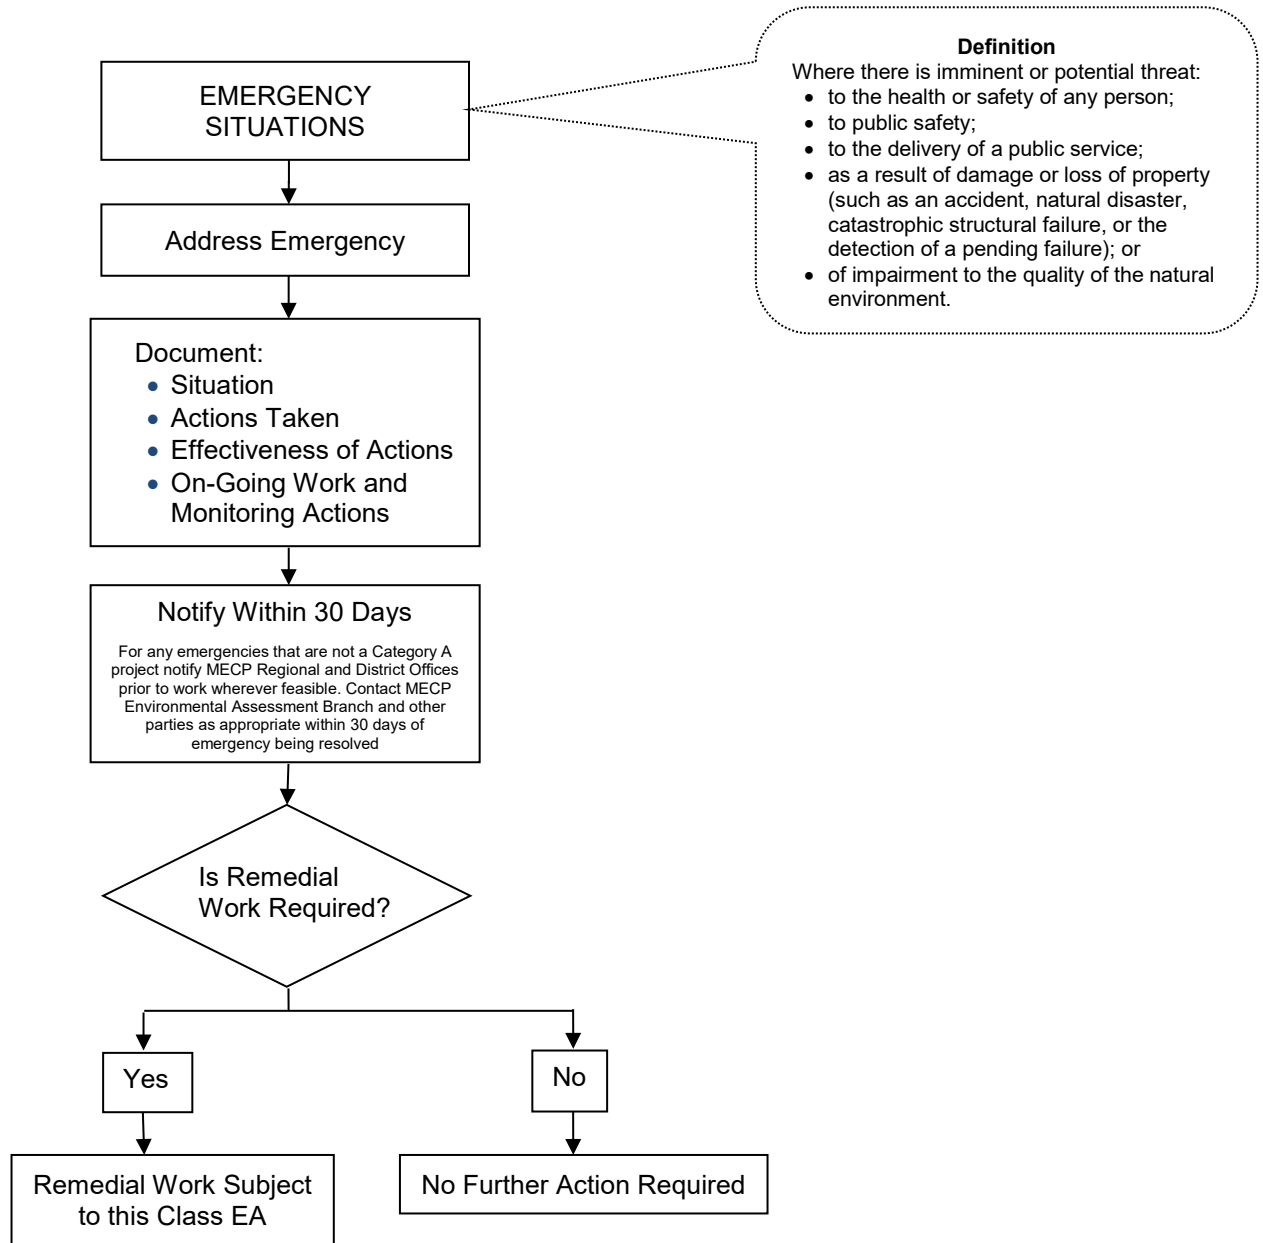 EMERGENCY
SITUATIONS
Definition
Where there is imminent or potential threat:
• to the health or safety of any person;
• to public safety;
• to the delivery of a public service;
• as a result of damage or loss of property
(such as an accident, natural disaster,
catastrophic structural failure, or the
detection of a pending failure); or
• of impairment to the quality of the natural
environment.
Address Emergency
Document:
• Situation
• Actions Taken
• Effectiveness of Actions
• On-Going Work and
Monitoring Actions
Notify Within 30 Days
For any emergencies that are not a Category A
project notify MECP Regional and District Offices
prior to work wherever feasible. Contact MECP
Environmental Assessment Branch and other
parties as appropriate within 30 days of
emergency being resolved
Is Remedial
Work Required?
Yes
No
Remedial Work Subject
to this Class EA
No Further Action Required